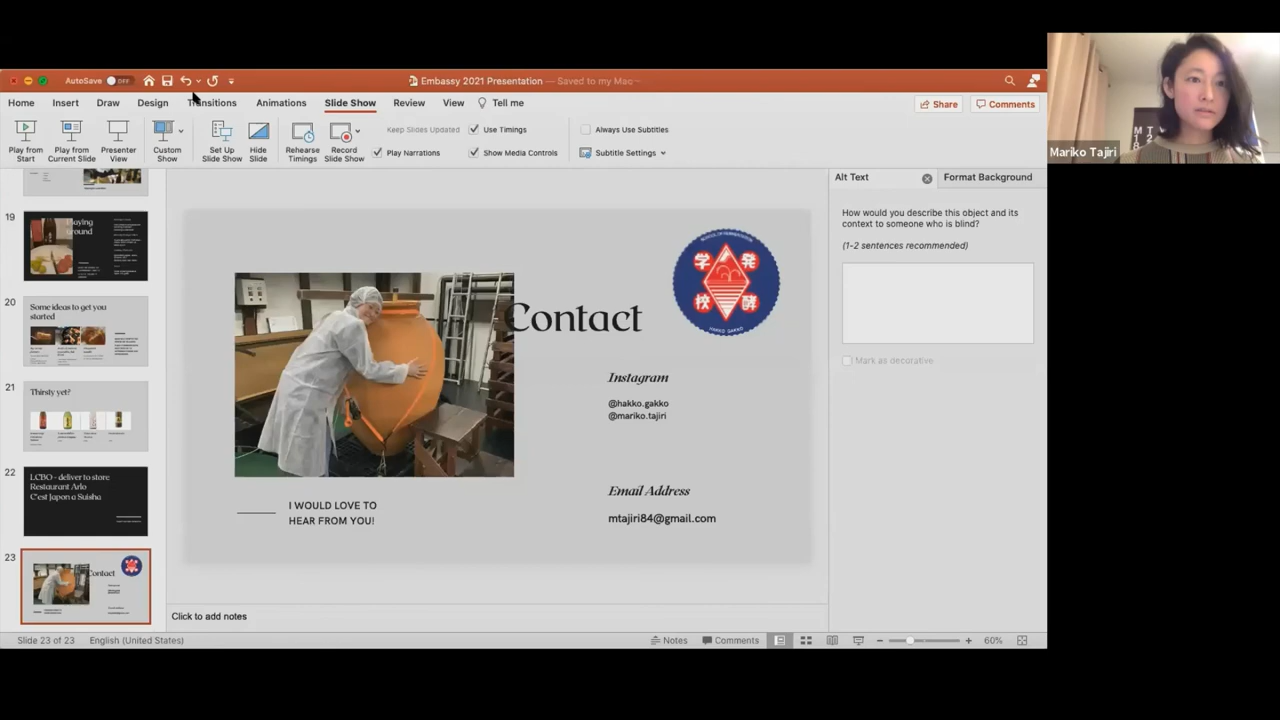 AutoSave OFF
Embassy 2021 Presentation — Saved to my Mac
Home Insert Draw Design Transitions Animations Slide Show Review View Tell me
Share Comments
Play from Start
Play from Current Slide
Presenter View
Custom Show
Set Up Slide Show
Hide Slide
Rehearse Timings
Record Slide Show
Keep Slides Updated
Use Timings
Play Narrations
Show Media Controls
Always Use Subtitles
Subtitle Settings
19
20
Some ideas to get you
started
21
Thirsty yet?
22
LCBO - deliver to store
Restaurant Arlo
C'est Japon a Suisha
23
Contact
Contact
発酵
学校
HAKKO GAKKO
Instagram
@hakko.gakko
@mariko.tajiri
Email Address
mtajiri84@gmail.com
I WOULD LOVE TO
HEAR FROM YOU!
Click to add notes
Alt Text
Format Background
How would you describe this object and its
context to someone who is blind?
(1-2 sentences recommended)
Mark as decorative
Slide 23 of 23 English (United States)
Notes Comments 60%
Mariko Tajiri